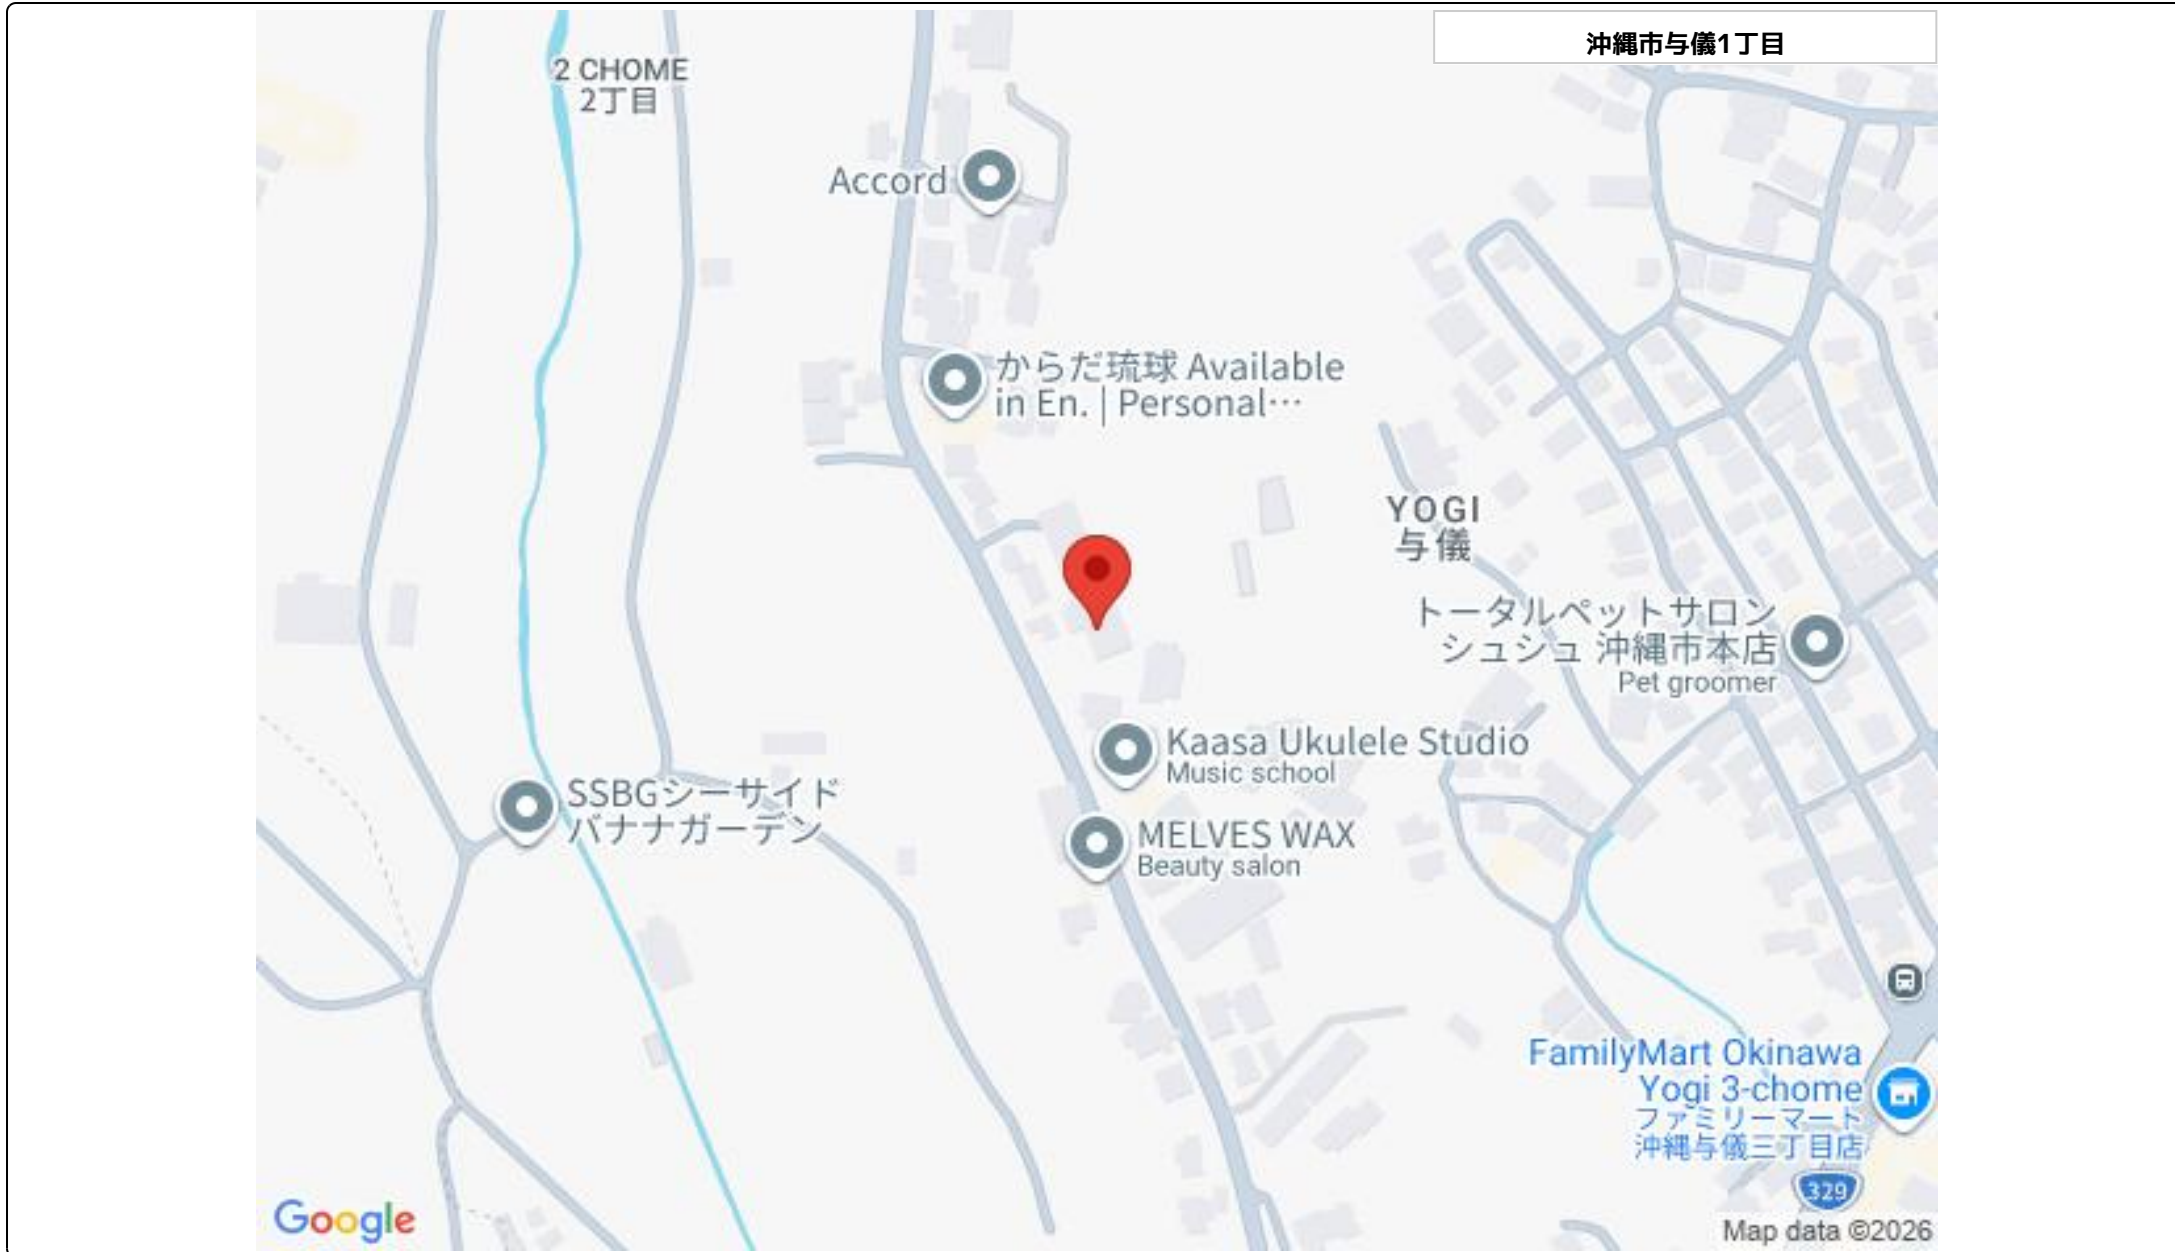 沖縄市与儀1丁目
2 CHOME
2丁目
Accord
からだ琉球 Available
in En. | Personal…
YOGI
与儀
トータルペットサロン
シュシュ 沖縄市本店
Pet groomer
Kaasa Ukulele Studio
Music school
SSBGシーサイド
バナナガーデン
MELVES WAX
Beauty salon
FamilyMart Okinawa
Yogi 3-chome
ファミリーマート
沖縄与儀三丁目店
329
Google
Map data ©2026